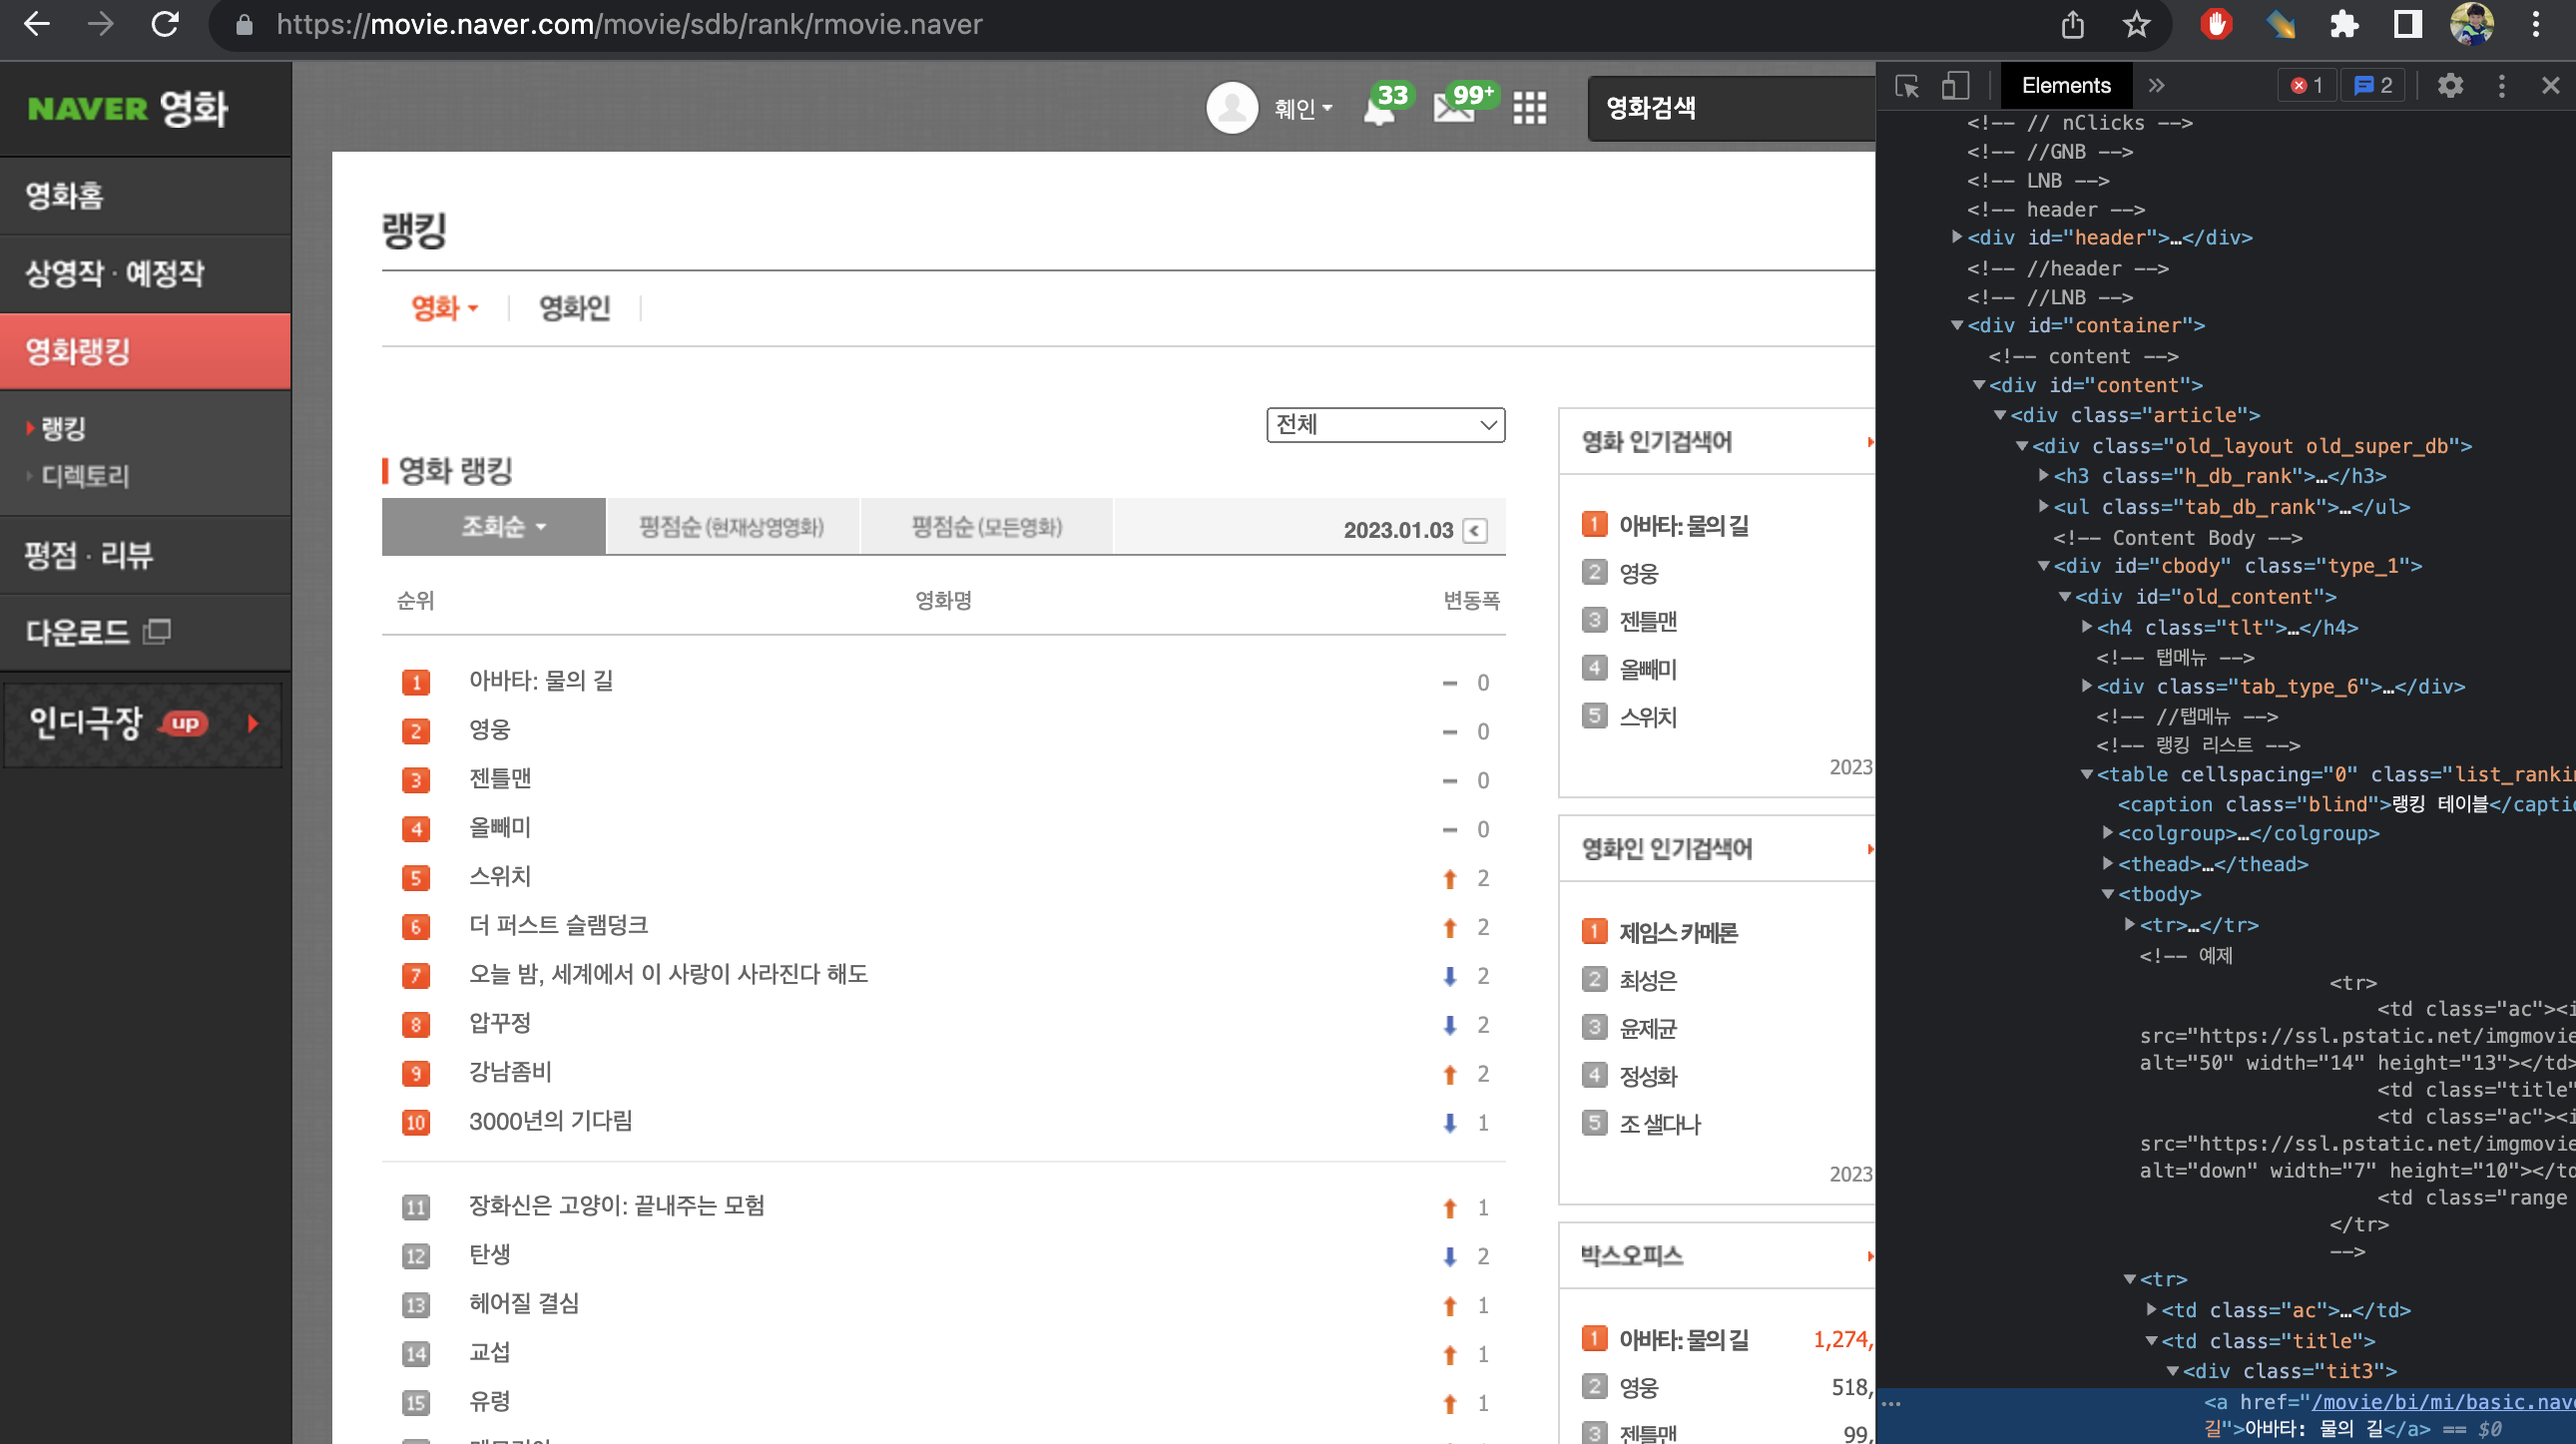 https://movie.naver.com/movie/sdb/rank/rmovie.naver
NAVER 영화
영화홈
상영작 · 예정작
영화랭킹
랭킹
디렉토리
평점 · 리뷰
다운로드
인디극장 up
훼인
33
99+
영화검색
랭킹
영화
영화인
전체
영화 랭킹
조회순
평점순 (현재상영영화)
평점순 (모든영화)
2023.01.03
순위 영화명 변동폭
1 아바타: 물의 길 0
2 영웅 0
3 젠틀맨 0
4 올빼미 0
5 스위치 2
6 더 퍼스트 슬램덩크 2
7 오늘 밤, 세계에서 이 사랑이 사라진다 해도 2
8 압꾸정 2
9 강남좀비 2
10 3000년의 기다림 1
11 장화신은 고양이: 끝내주는 모험 1
12 탄생 2
13 헤어질 결심 1
14 교섭 1
15 유령 1
영화 인기검색어
1 아바타: 물의 길
2 영웅
3 젠틀맨
4 올빼미
5 스위치
2023
영화인 인기검색어
1 제임스 카메론
2 최성은
3 윤제균
4 정성화
5 조 샐다나
2023
박스오피스
1 아바타: 물의 길 1,274,
2 영웅 518,
3 젠틀맨 99,
Elements
1
2
<!-- // nClicks -->
<!-- //GNB -->
<!-- LNB -->
<!-- header -->
<div id="header">…</div>
<!-- //header -->
<!-- //LNB -->
<div id="container">
<!-- content -->
<div id="content">
<div class="article">
<div class="old_layout old_super_db">
<h3 class="h_db_rank">…</h3>
<ul class="tab_db_rank">…</ul>
<!-- Content Body -->
<div id="cbody" class="type_1">
<div id="old_content">
<h4 class="tlt">…</h4>
<!-- 탭메뉴 -->
<div class="tab_type_6">…</div>
<!-- //탭메뉴 -->
<!-- 랭킹 리스트 -->
<table cellspacing="0" class="list_rankin
<caption class="blind">랭킹 테이블</captio
<colgroup>…</colgroup>
<thead>…</thead>
<tbody>
<tr>…</tr>
<!-- 예제
<tr>
<td class="ac"><i
src="https://ssl.pstatic.net/imgmovie
alt="50" width="14" height="13"></td>
<td class="title"
<td class="ac"><i
src="https://ssl.pstatic.net/imgmovie
alt="down" width="7" height="10"></td
<td class="range
</tr>
-->
<tr>
<td class="ac">…</td>
<td class="title">
<div class="tit3">
<a href="/movie/bi/mi/basic.nave
길">아바타: 물의 길</a> == $0